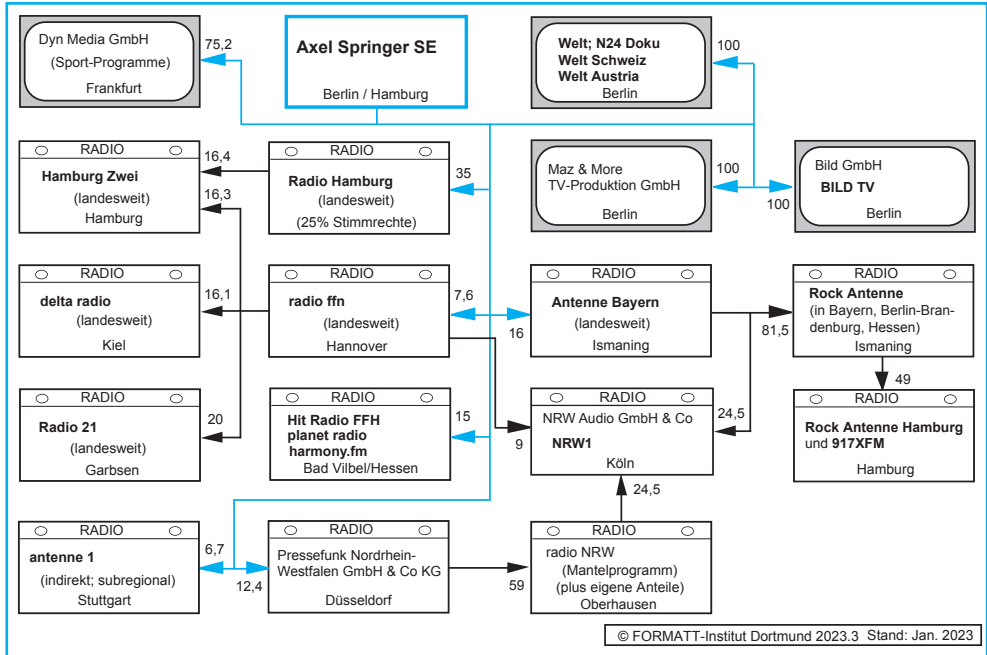 Dyn Media GmbH
(Sport-Programme)
Frankfurt
75,2
Axel Springer SE
Berlin / Hamburg
Welt; N24 Doku
Welt Schweiz
Welt Austria
Berlin
100
RADIO
Hamburg Zwei
(landesweit)
Hamburg
16,4
16,3
RADIO
Radio Hamburg
(landesweit)
(25% Stimmrechte)
35
Maz & More
TV-Produktion GmbH
Berlin
100
100
Bild GmbH
BILD TV
Berlin
RADIO
delta radio
(landesweit)
Kiel
16,1
RADIO
radio ffn
(landesweit)
Hannover
7,6
16
RADIO
Antenne Bayern
(landesweit)
Ismaning
81,5
RADIO
Rock Antenne
(in Bayern, Berlin-Bran-
denburg, Hessen)
Ismaning
49
RADIO
Radio 21
(landesweit)
Garbsen
20
RADIO
Hit Radio FFH
planet radio
harmony.fm
Bad Vilbel/Hessen
15
9
RADIO
NRW Audio GmbH & Co
NRW1
Köln
24,5
24,5
RADIO
Rock Antenne Hamburg
und 917XFM
Hamburg
RADIO
antenne 1
(indirekt; subregional)
Stuttgart
6,7
12,4
RADIO
Pressefunk Nordrhein-
Westfalen GmbH & Co KG
Düsseldorf
59
RADIO
radio NRW
(Mantelprogramm)
(plus eigene Anteile)
Oberhausen
© FORMATT-Institut Dortmund 2023.3 Stand: Jan. 2023